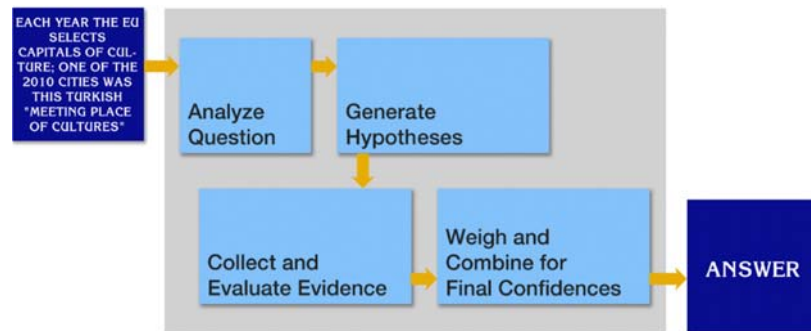 EACH YEAR THE EU
SELECTS
CAPITALS OF CUL-
TURE; ONE OF THE
2010 CITIES WAS
THIS TURKISH
"MEETING PLACE
OF CULTURES"
Analyze
Question
Generate
Hypotheses
Collect and
Evaluate Evidence
Weigh and
Combine for
Final Confidences
ANSWER